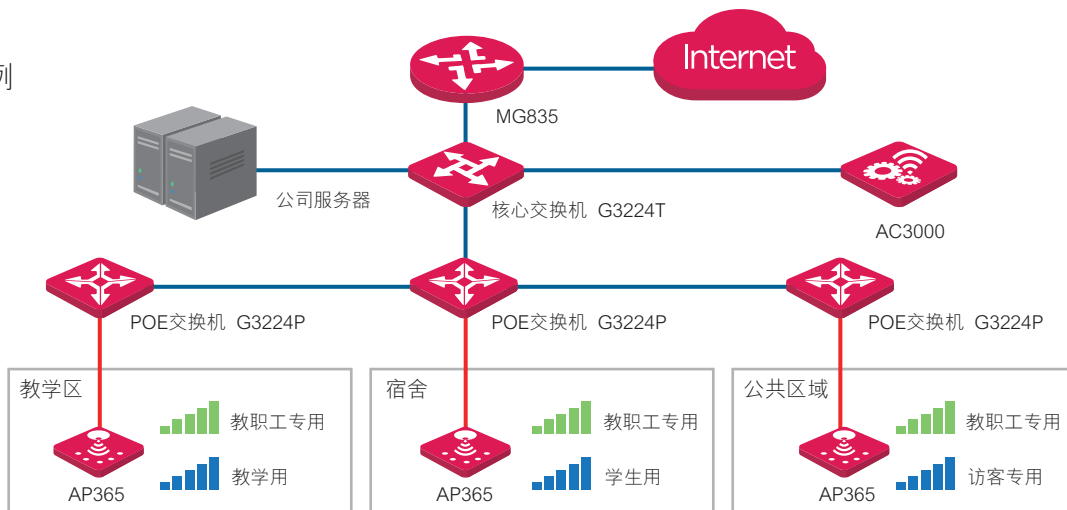 例
Internet
MG835
公司服务器
核心交换机 G3224T
AC3000
POE交换机 G3224P
POE交换机 G3224P
POE交换机 G3224P
教学区
教职工专用
教学用
AP365
宿舍
教职工专用
学生用
AP365
公共区域
教职工专用
访客专用
AP365